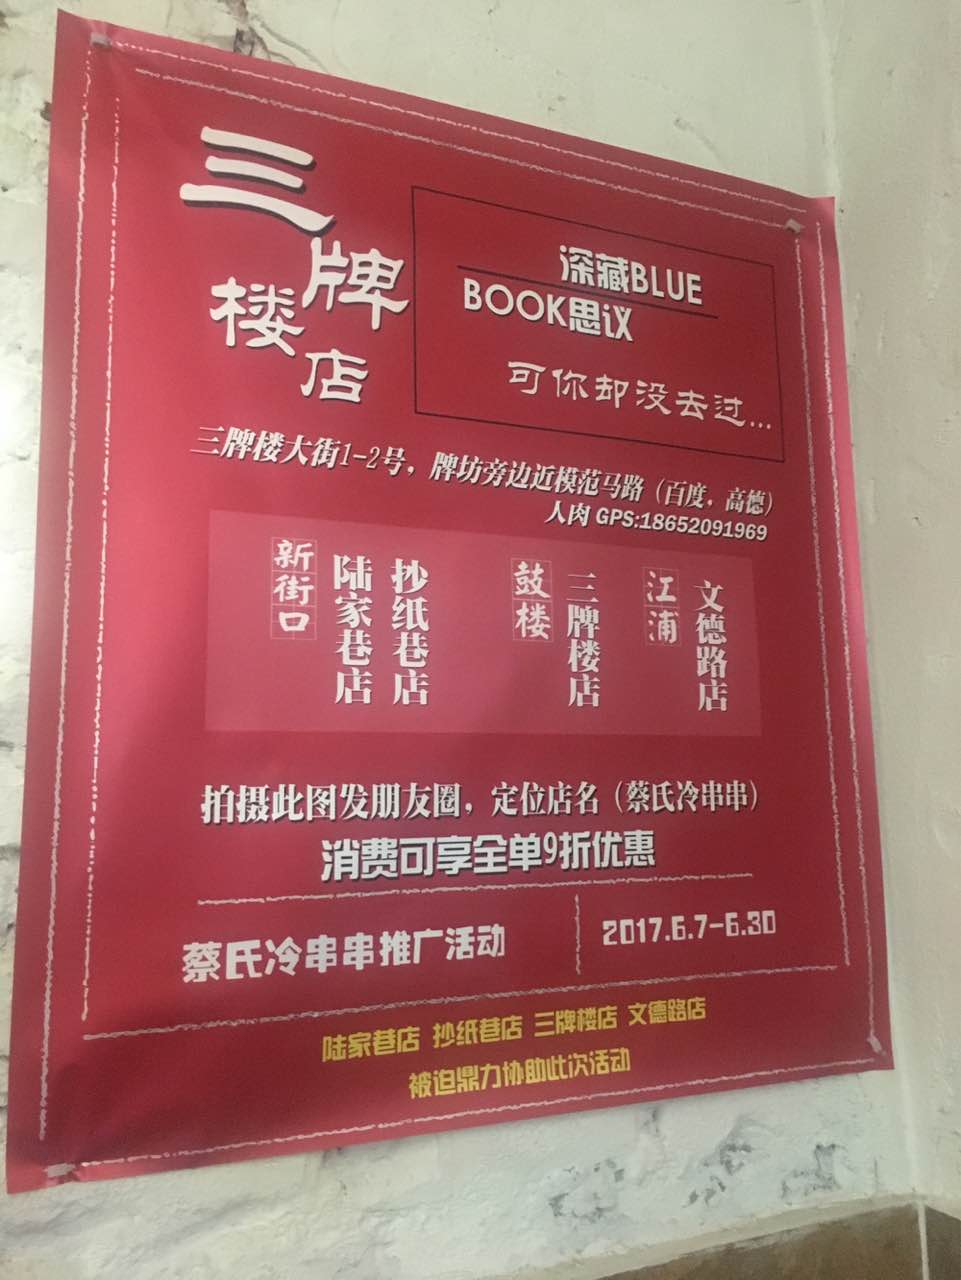 三牌楼店
深藏BLUE
BOOK思议
可你却没去过...
三牌楼大街1-2号，牌坊旁边近模范马路（百度，高德）
人肉 GPS:18652091969
新街口
陆家巷店
抄纸巷店
鼓楼
三牌楼店
江浦
文德路店
拍摄此图发朋友圈，定位店名（蔡氏冷串串）
消费可享全单9折优惠
蔡氏冷串串推广活动
2017.6.7-6.30
陆家巷店 抄纸巷店 三牌楼店 文德路店
被迫鼎力协助此次活动